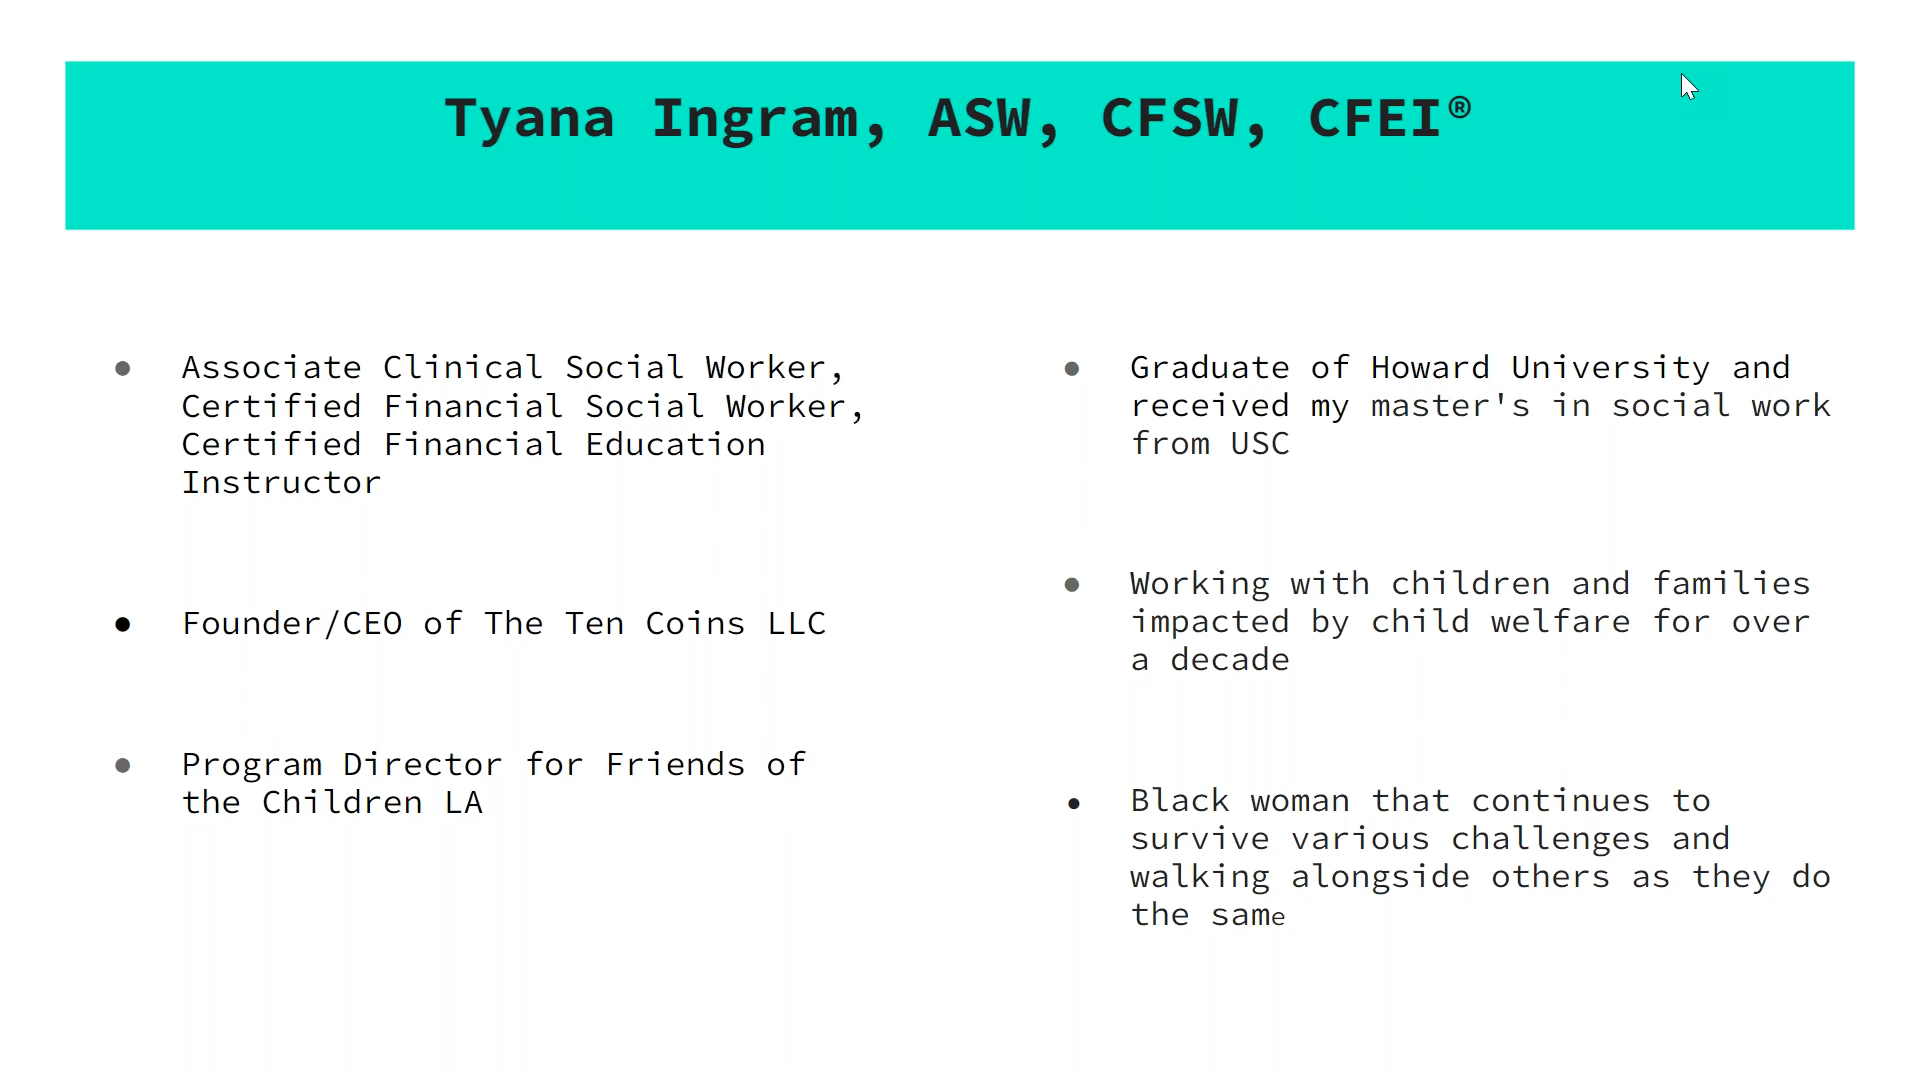 Tyana Ingram, ASW, CFSW, CFEI®
● Associate Clinical Social Worker,
Certified Financial Social Worker,
Certified Financial Education
Instructor
● Founder/CEO of The Ten Coins LLC
● Program Director for Friends of
the Children LA
● Graduate of Howard University and
received my master's in social work
from USC
● Working with children and families
impacted by child welfare for over
a decade
● Black woman that continues to
survive various challenges and
walking alongside others as they do
the same